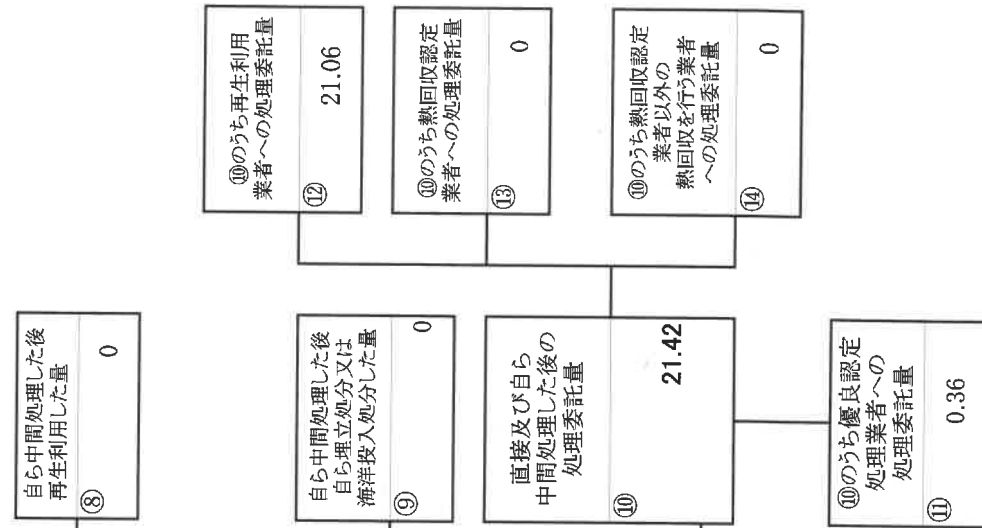 自ら中間処理した後
再生利用した量
⑧
0
自ら中間処理した後
自ら埋立処分又は
海洋投入処分した量
⑨
0
直接及び自ら
中間処理した後の
処理委託量
⑩
21.42
⑩のうち優良認定
処理業者への
処理委託量
⑪
0.36
⑩のうち再生利用
業者への処理委託量
⑫
21.06
⑩のうち熱回収認定
業者への処理委託量
⑬
0
⑩のうち熱回収認定
業者以外の
熱回収を行う業者
への処理委託量
⑭
0